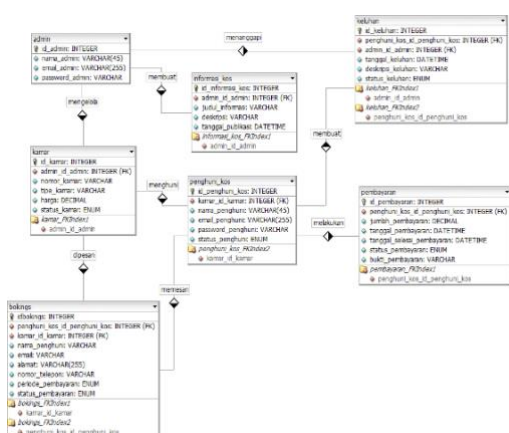 admin
id_admin: INTEGER
nama_admin: VARCHAR(45)
email_admin: VARCHAR(255)
password_admin: VARCHAR
menanggapi
keluhan
id_keluhan: INTEGER
penghuni_kos_id_penghuni_kos: INTEGER (FK)
admin_id_admin: INTEGER (FK)
tanggal_keluhan: DATETIME
deskripsi_keluhan: VARCHAR
status_keluhan: ENUM
keluhan_FKIndex1
admin_id_admin
keluhan_FKIndex2
penghuni_kos_id_penghuni_kos
membuat
informasi_kos
id_informasi_kos: INTEGER
admin_id_admin: INTEGER (FK)
judul_informasi: VARCHAR
deskripsi: VARCHAR
tanggal_publikasi: DATETIME
informasi_kos_FKIndex1
admin_id_admin
mengelola
membuat
kamar
id_kamar: INTEGER
admin_id_admin: INTEGER (FK)
nomor_kamar: VARCHAR
tipe_kamar: VARCHAR
harga: DECIMAL
status_kamar: ENUM
kamar_FKIndex1
admin_id_admin
menghuni
penghuni_kos
id_penghuni_kos: INTEGER
kamar_id_kamar: INTEGER (FK)
nama_penghuni: VARCHAR(45)
email_penghuni: VARCHAR(255)
password_penghuni: VARCHAR
status_penghuni: ENUM
penghuni_kos_FKIndex2
kamar_id_kamar
melakukan
pembayaran
id_pembayaran: INTEGER
penghuni_kos_id_penghuni_kos: INTEGER (FK)
jumlah_pembayaran: DECIMAL
tanggal_pembayaran: DATETIME
tanggal_selesai_pembayaran: DATETIME
status_pembayaran: ENUM
bukti_pembayaran: VARCHAR
pembayaran_FKIndex1
penghuni_kos_id_penghuni_kos
dipesan
memesan
bokings
idbokings: INTEGER
penghuni_kos_id_penghuni_kos: INTEGER (FK)
kamar_id_kamar: INTEGER (FK)
nama_penghuni: VARCHAR
email: VARCHAR
alamat: VARCHAR(255)
nomor_telepon: VARCHAR
periode_pembayaran: ENUM
status_pembayaran: ENUM
bokings_FKIndex1
kamar_id_kamar
bokings_FKIndex2
penghuni_kos_id_penghuni_kos